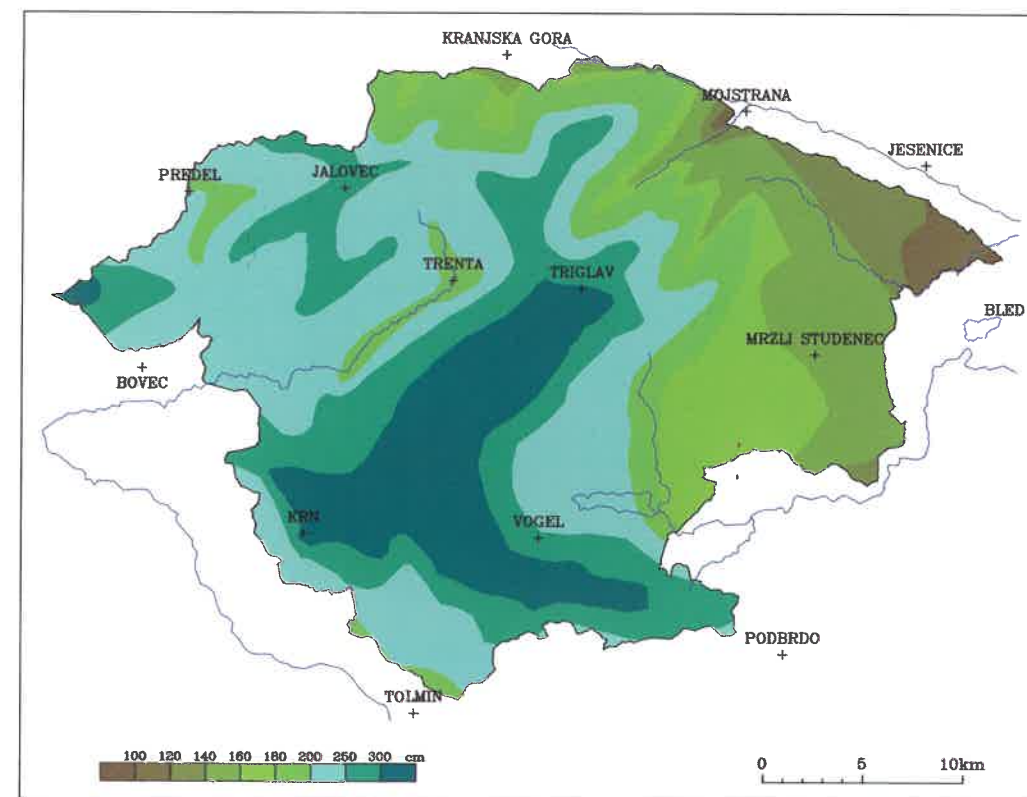 KRANJSKA GORA
MOJSTRANA
JESENICE
PREDEL
JALOVEC
TRENTA
TRIGLAV
BLED
MRZLI STUDENEC
BOVEC
KRN
VOGEL
PODBRDO
TOLMIN
100 120 140 160 180 200 250 300 cm
0 5 10km